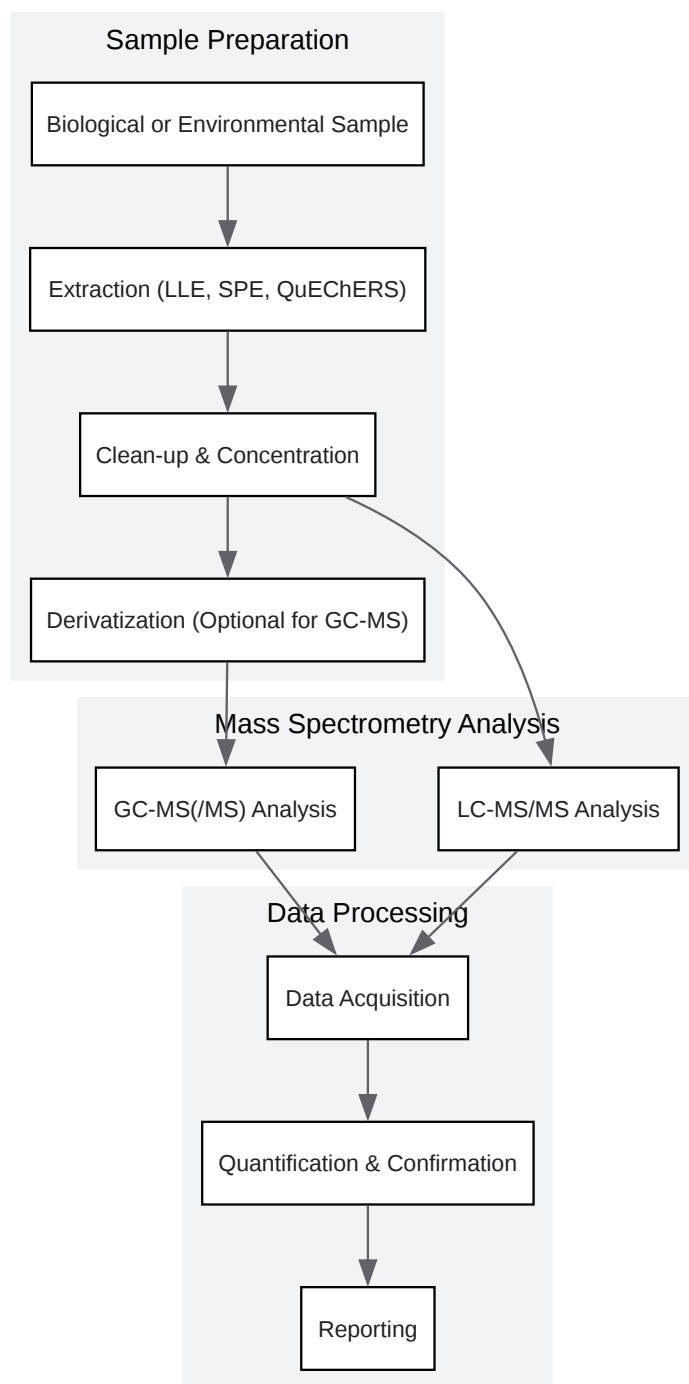 Sample Preparation
Biological or Environmental Sample
Extraction (LLE, SPE, QuEChERS)
Clean-up & Concentration
Derivatization (Optional for GC-MS)
Mass Spectrometry Analysis
GC-MS(/MS) Analysis
LC-MS/MS Analysis
Data Processing
Data Acquisition
Quantification & Confirmation
Reporting